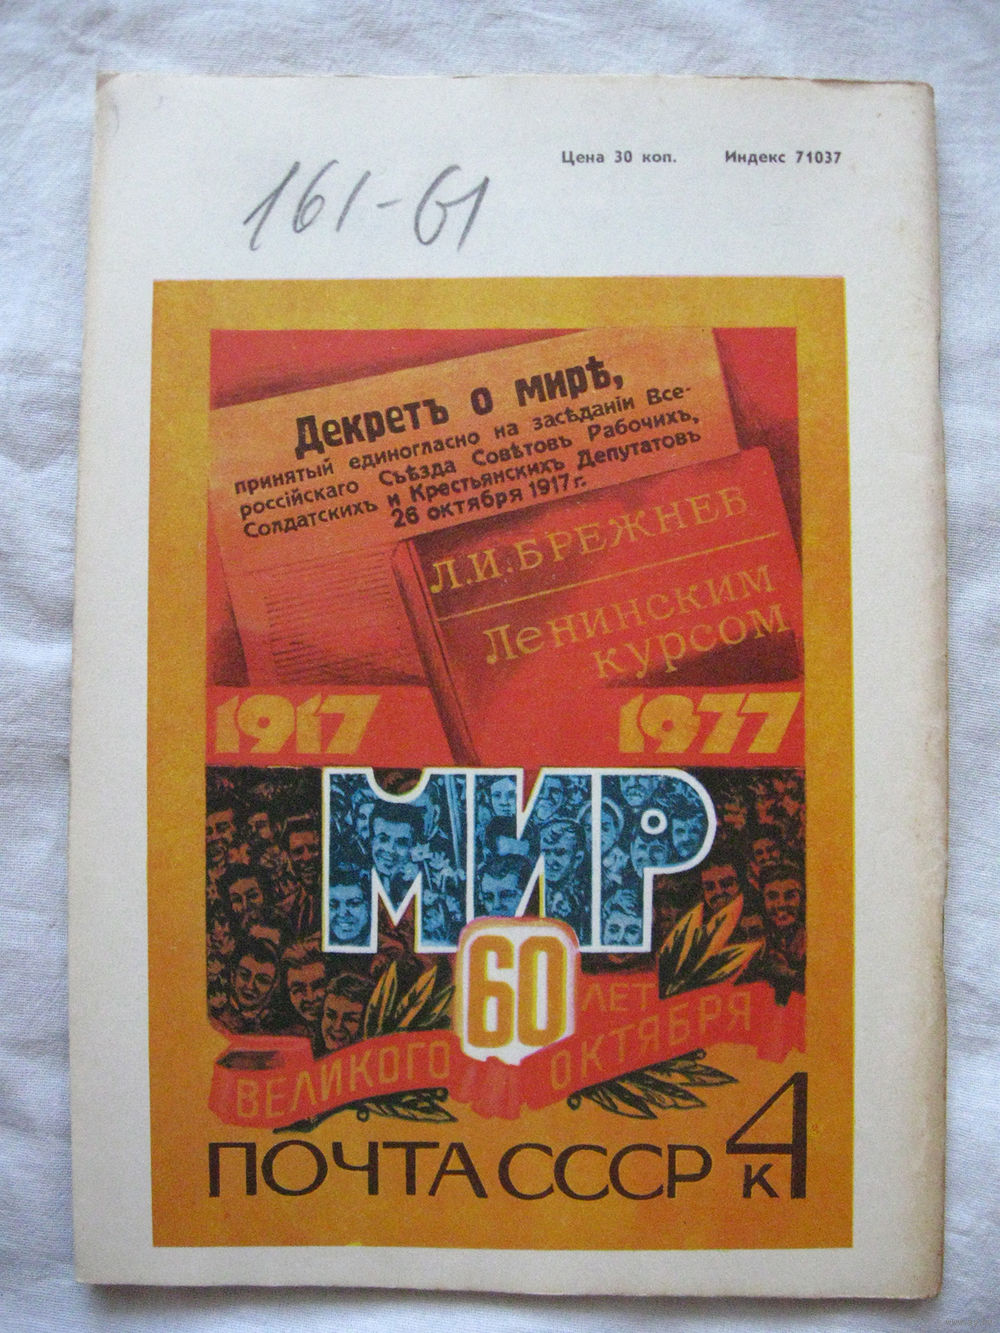 Цена 30 коп. Индекс 71037
161-61
Декретъ о мирѣ,
принятый единогласно на засѣданіи Все-
россійскаго Съѣзда Совѣтовъ Рабочихъ,
Солдатскихъ и Крестьянскихъ Депутатовъ
26 октября 1917 г.
Л.И.БРЕЖНЕВ
Ленинским
курсом
1917 1977
МИР
60 ЛЕТ
ВЕЛИКОГО ОКТЯБРЯ
ПОЧТА СССР 4 к